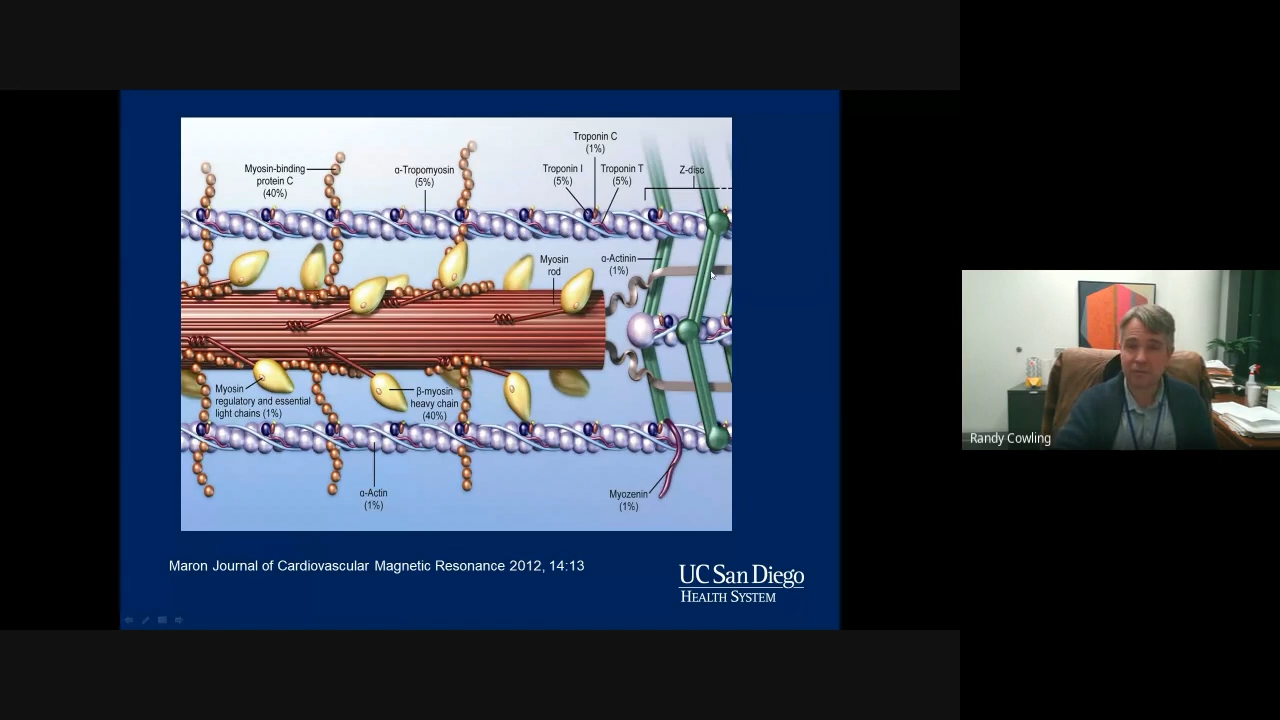 Troponin C
(1%)
Myosin-binding
protein C
(40%)
α-Tropomyosin
(5%)
Troponin I
(5%)
Troponin T
(5%)
Z-disc
Myosin
rod
α-Actinin
(1%)
Myosin
regulatory and essential
light chains (1%)
β-myosin
heavy chain
(40%)
α-Actin
(1%)
Myozenin
(1%)
Maron Journal of Cardiovascular Magnetic Resonance 2012, 14:13
UC San Diego
HEALTH SYSTEM
Randy Cowling